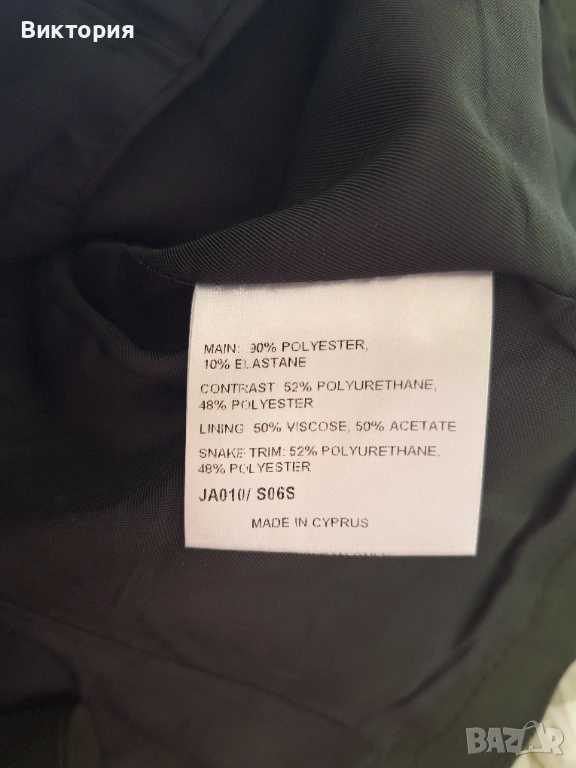 Виктория
MAIN: 90% POLYESTER,
10% ELASTANE
CONTRAST: 52% POLYURETHANE,
48% POLYESTER
LINING: 50% VISCOSE, 50% ACETATE
SNAKE TRIM: 52% POLYURETHANE,
48% POLYESTER
JA010/ S06S
MADE IN CYPRUS
BAZAR